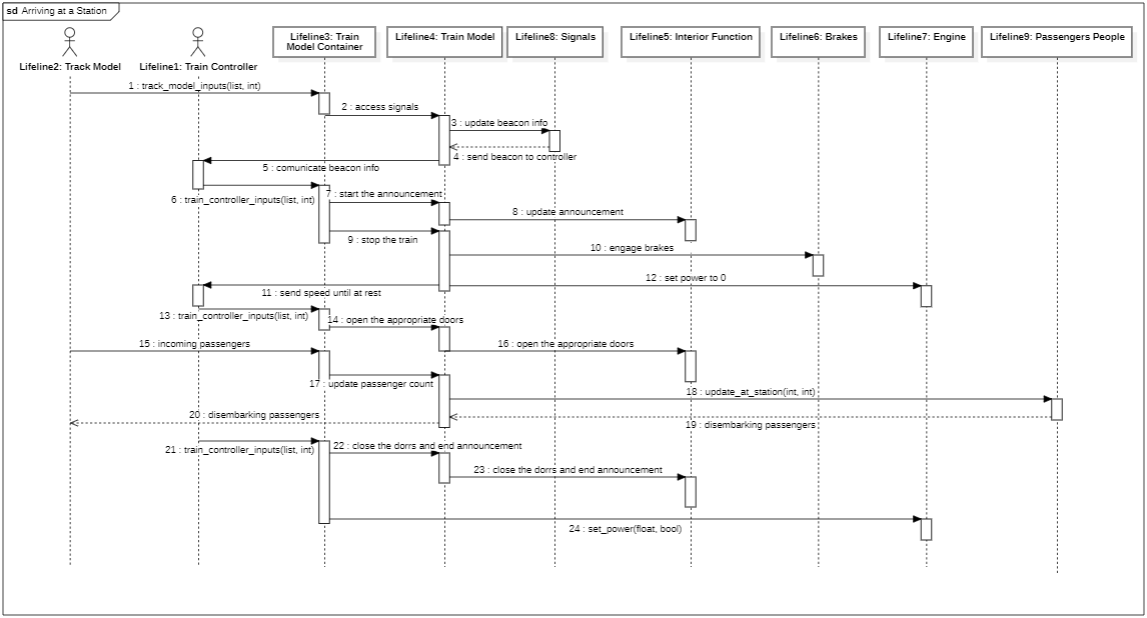 sd Arriving at a Station
Lifeline2: Track Model
Lifeline1: Train Controller
Lifeline3: Train
Model Container
Lifeline4: Train Model
Lifeline8: Signals
Lifeline5: Interior Function
Lifeline6: Brakes
Lifeline7: Engine
Lifeline9: Passengers People
1 : track_model_inputs(list, int)
2 : access signals
3 : update beacon info
4 : send beacon to controller
5 : comunicate beacon info
6 : train_controller_inputs(list, int)
7 : start the announcement
8 : update announcement
9 : stop the train
10 : engage brakes
12 : set power to 0
11 : send speed until at rest
13 : train_controller_inputs(list, int)
14 : open the appropriate doors
15 : incoming passengers
16 : open the appropriate doors
17 : update passenger count
18 : update_at_station(int, int)
20 : disembarking passengers
19 : disembarking passengers
21 : train_controller_inputs(list, int)
22 : close the dorrs and end announcement
23 : close the dorrs and end announcement
24 : set_power(float, bool)